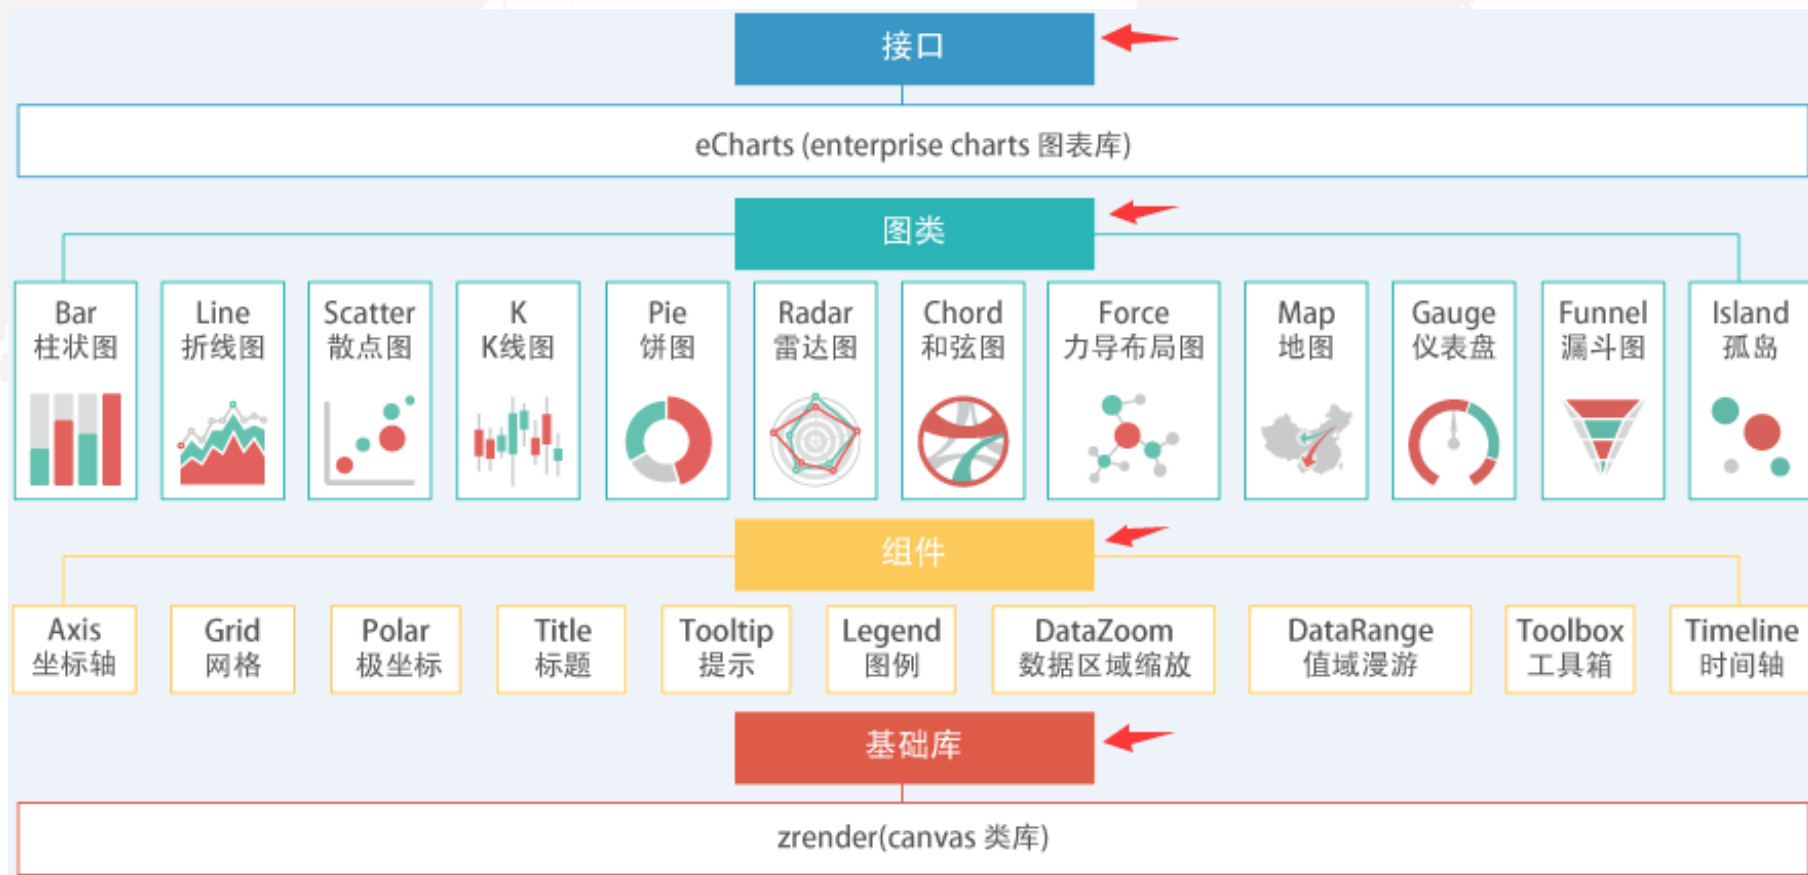 接口
eCharts (enterprise charts 图表库)
图类
Bar
柱状图
Line
折线图
Scatter
散点图
K
K线图
Pie
饼图
Radar
雷达图
Chord
和弦图
Force
力导布局图
Map
地图
Gauge
仪表盘
Funnel
漏斗图
Island
孤岛
组件
Axis
坐标轴
Grid
网格
Polar
极坐标
Title
标题
Tooltip
提示
Legend
图例
DataZoom
数据区域缩放
DataRange
值域漫游
Toolbox
工具箱
Timeline
时间轴
基础库
zrender(canvas 类库)